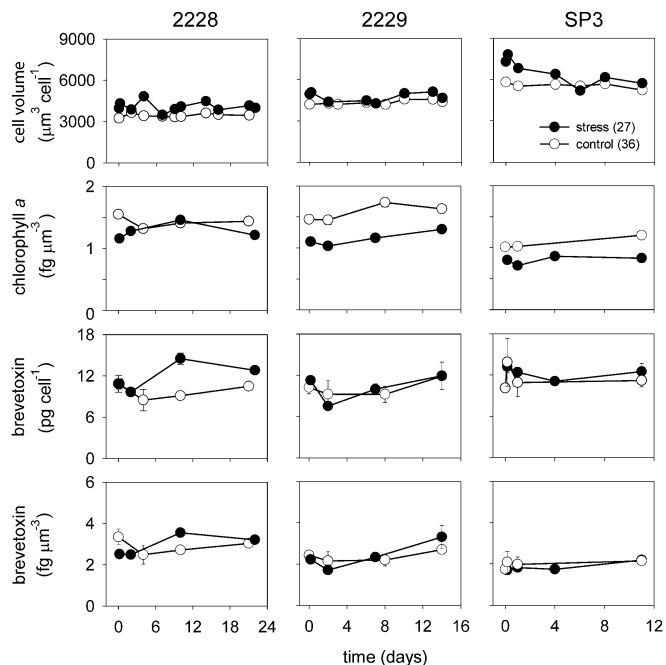 2228 2229 SP3
cell volume
(μm³ cell⁻¹)
9000
6000
3000
0
stress (27)
control (36)
chlorophyll a
(fg μm⁻³)
2
1
0
brevetoxin
(pg cell⁻¹)
18
12
6
0
brevetoxin
(fg μm⁻³)
6
4
2
0
0 6 12 18 24 0 4 8 12 16 0 4 8 12
time (days)